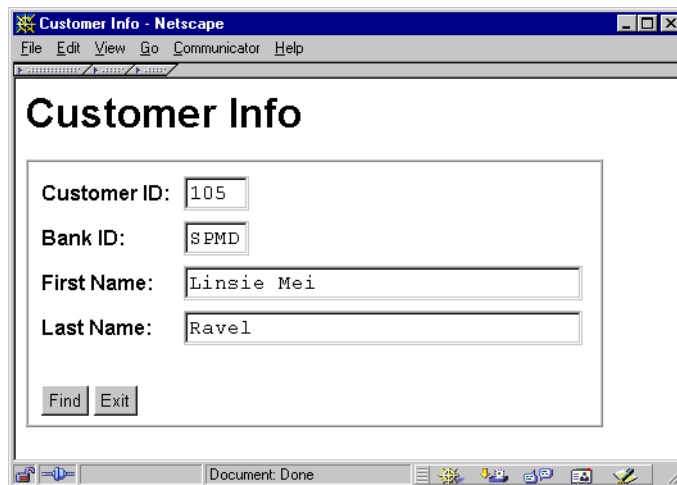 Customer Info - Netscape
File Edit View Go Communicator Help
Customer Info
Customer ID: 105
Bank ID: SPMD
First Name: Linsie Mei
Last Name: Ravel
Find Exit
Document: Done